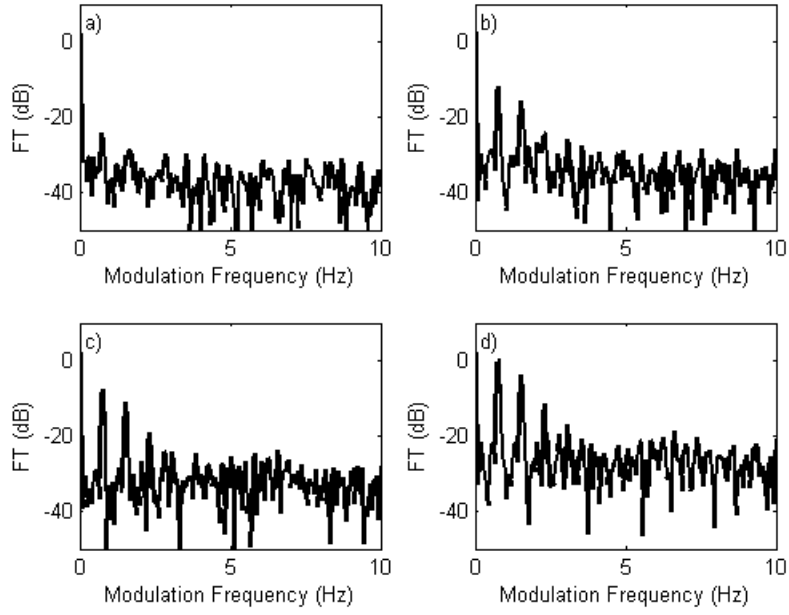 a)
0
-20
-40
FT (dB)
0
5
10
Modulation Frequency (Hz)
b)
0
-20
-40
FT (dB)
0
5
10
Modulation Frequency (Hz)
c)
0
-20
-40
FT (dB)
0
5
10
Modulation Frequency (Hz)
d)
0
-20
-40
FT (dB)
0
5
10
Modulation Frequency (Hz)